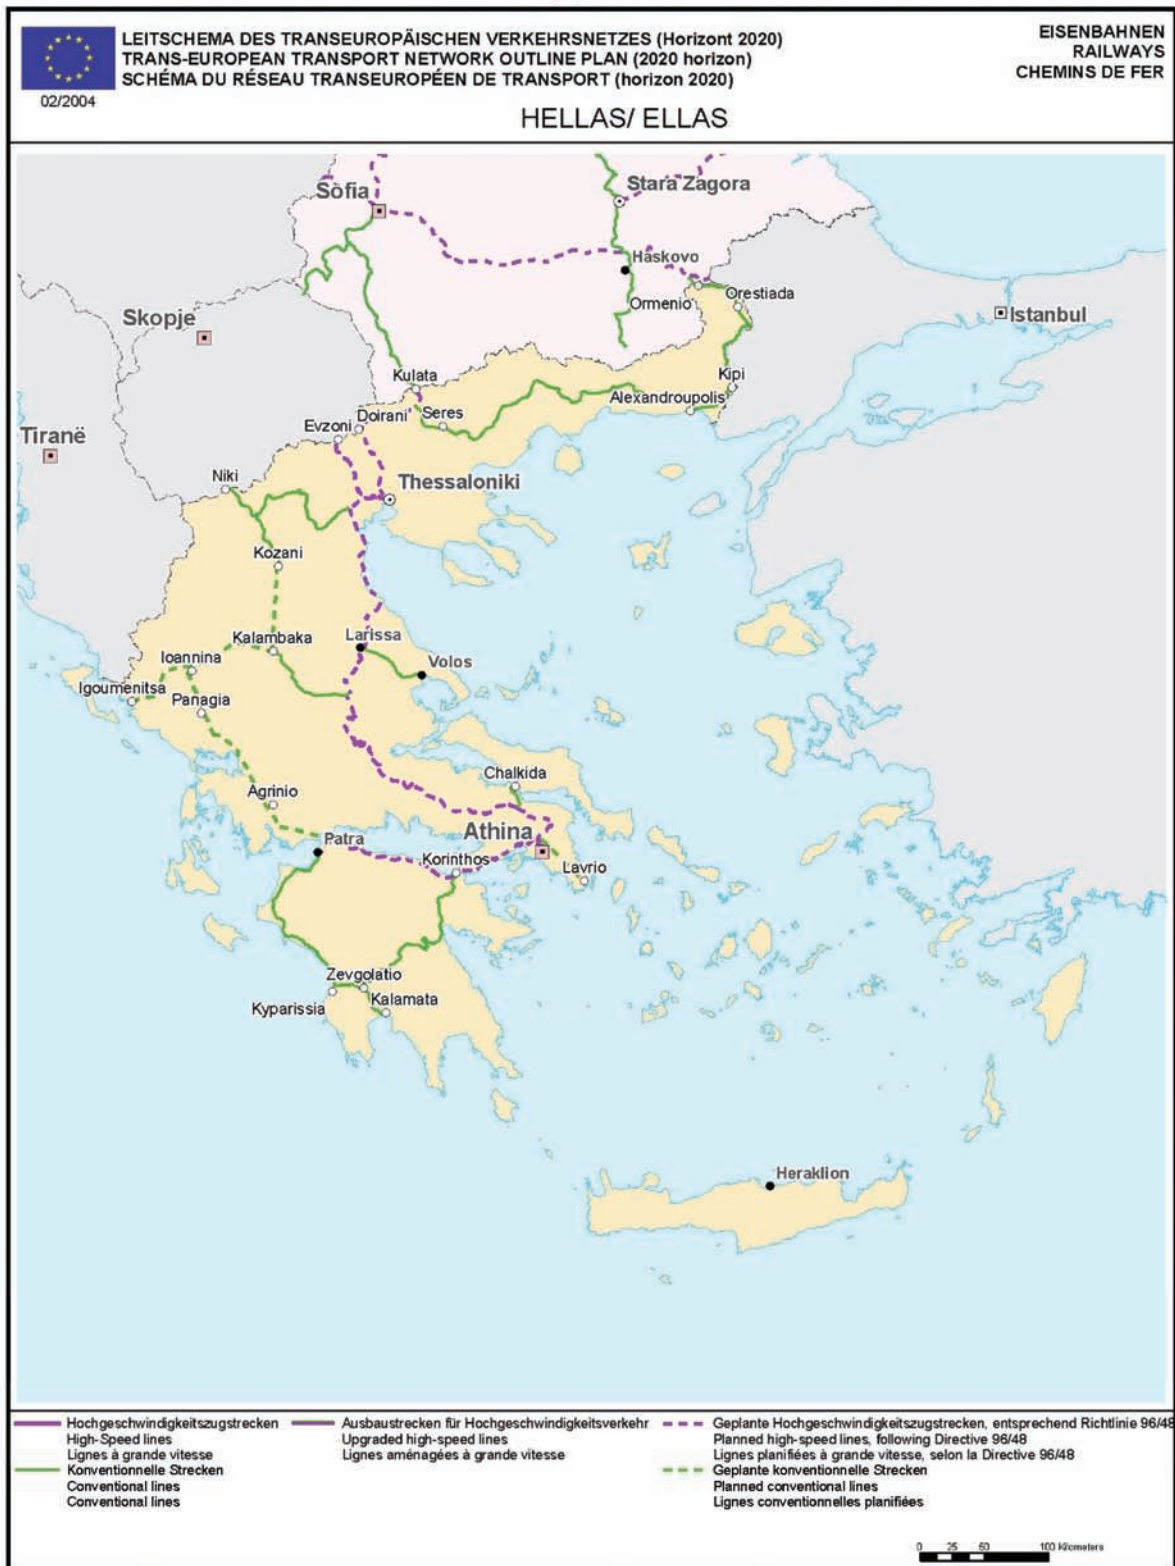 LEITSCHEMA DES TRANSEUROPÄISCHEN VERKEHRSNETZES (Horizont 2020)
TRANS-EUROPEAN TRANSPORT NETWORK OUTLINE PLAN (2020 horizon)
SCHÉMA DU RÉSEAU TRANSEUROPÉEN DE TRANSPORT (horizon 2020)
EISENBAHNEN
RAILWAYS
CHEMINS DE FER
02/2004
HELLAS/ ELLAS
Sòfia
Stara Zagora
Haskovo
Ormenio
Orestiada
Istanbul
Skopje
Kulata
Kipi
Alexandroupolis
Doirani
Seres
Evzoni
Tiranë
Niki
Thessaloniki
Kozani
Kalambaka
Larissa
Ioannina
Volos
Igoumenitsa
Panagia
Chalkida
Agrinio
Athina
Patra
Korinthos
Lavrio
Zevgolatio
Kyparissia
Kalamata
Heraklion
Hochgeschwindigkeitszugstrecken
High-Speed lines
Lignes à grande vitesse
Konventionelle Strecken
Conventional lines
Conventional lines
Ausbaustrecken für Hochgeschwindigkeitsverkehr
Upgraded high-speed lines
Lignes aménagées à grande vitesse
Geplante Hochgeschwindigkeitszugstrecken, entsprechend Richtlinie 96/48
Planned high-speed lines, following Directive 96/48
Lignes planifiées à grande vitesse, selon la Directive 96/48
Geplante konventionelle Strecken
Planned conventional lines
Lignes conventionnelles planifiées
0 25 50 100 Kilometers